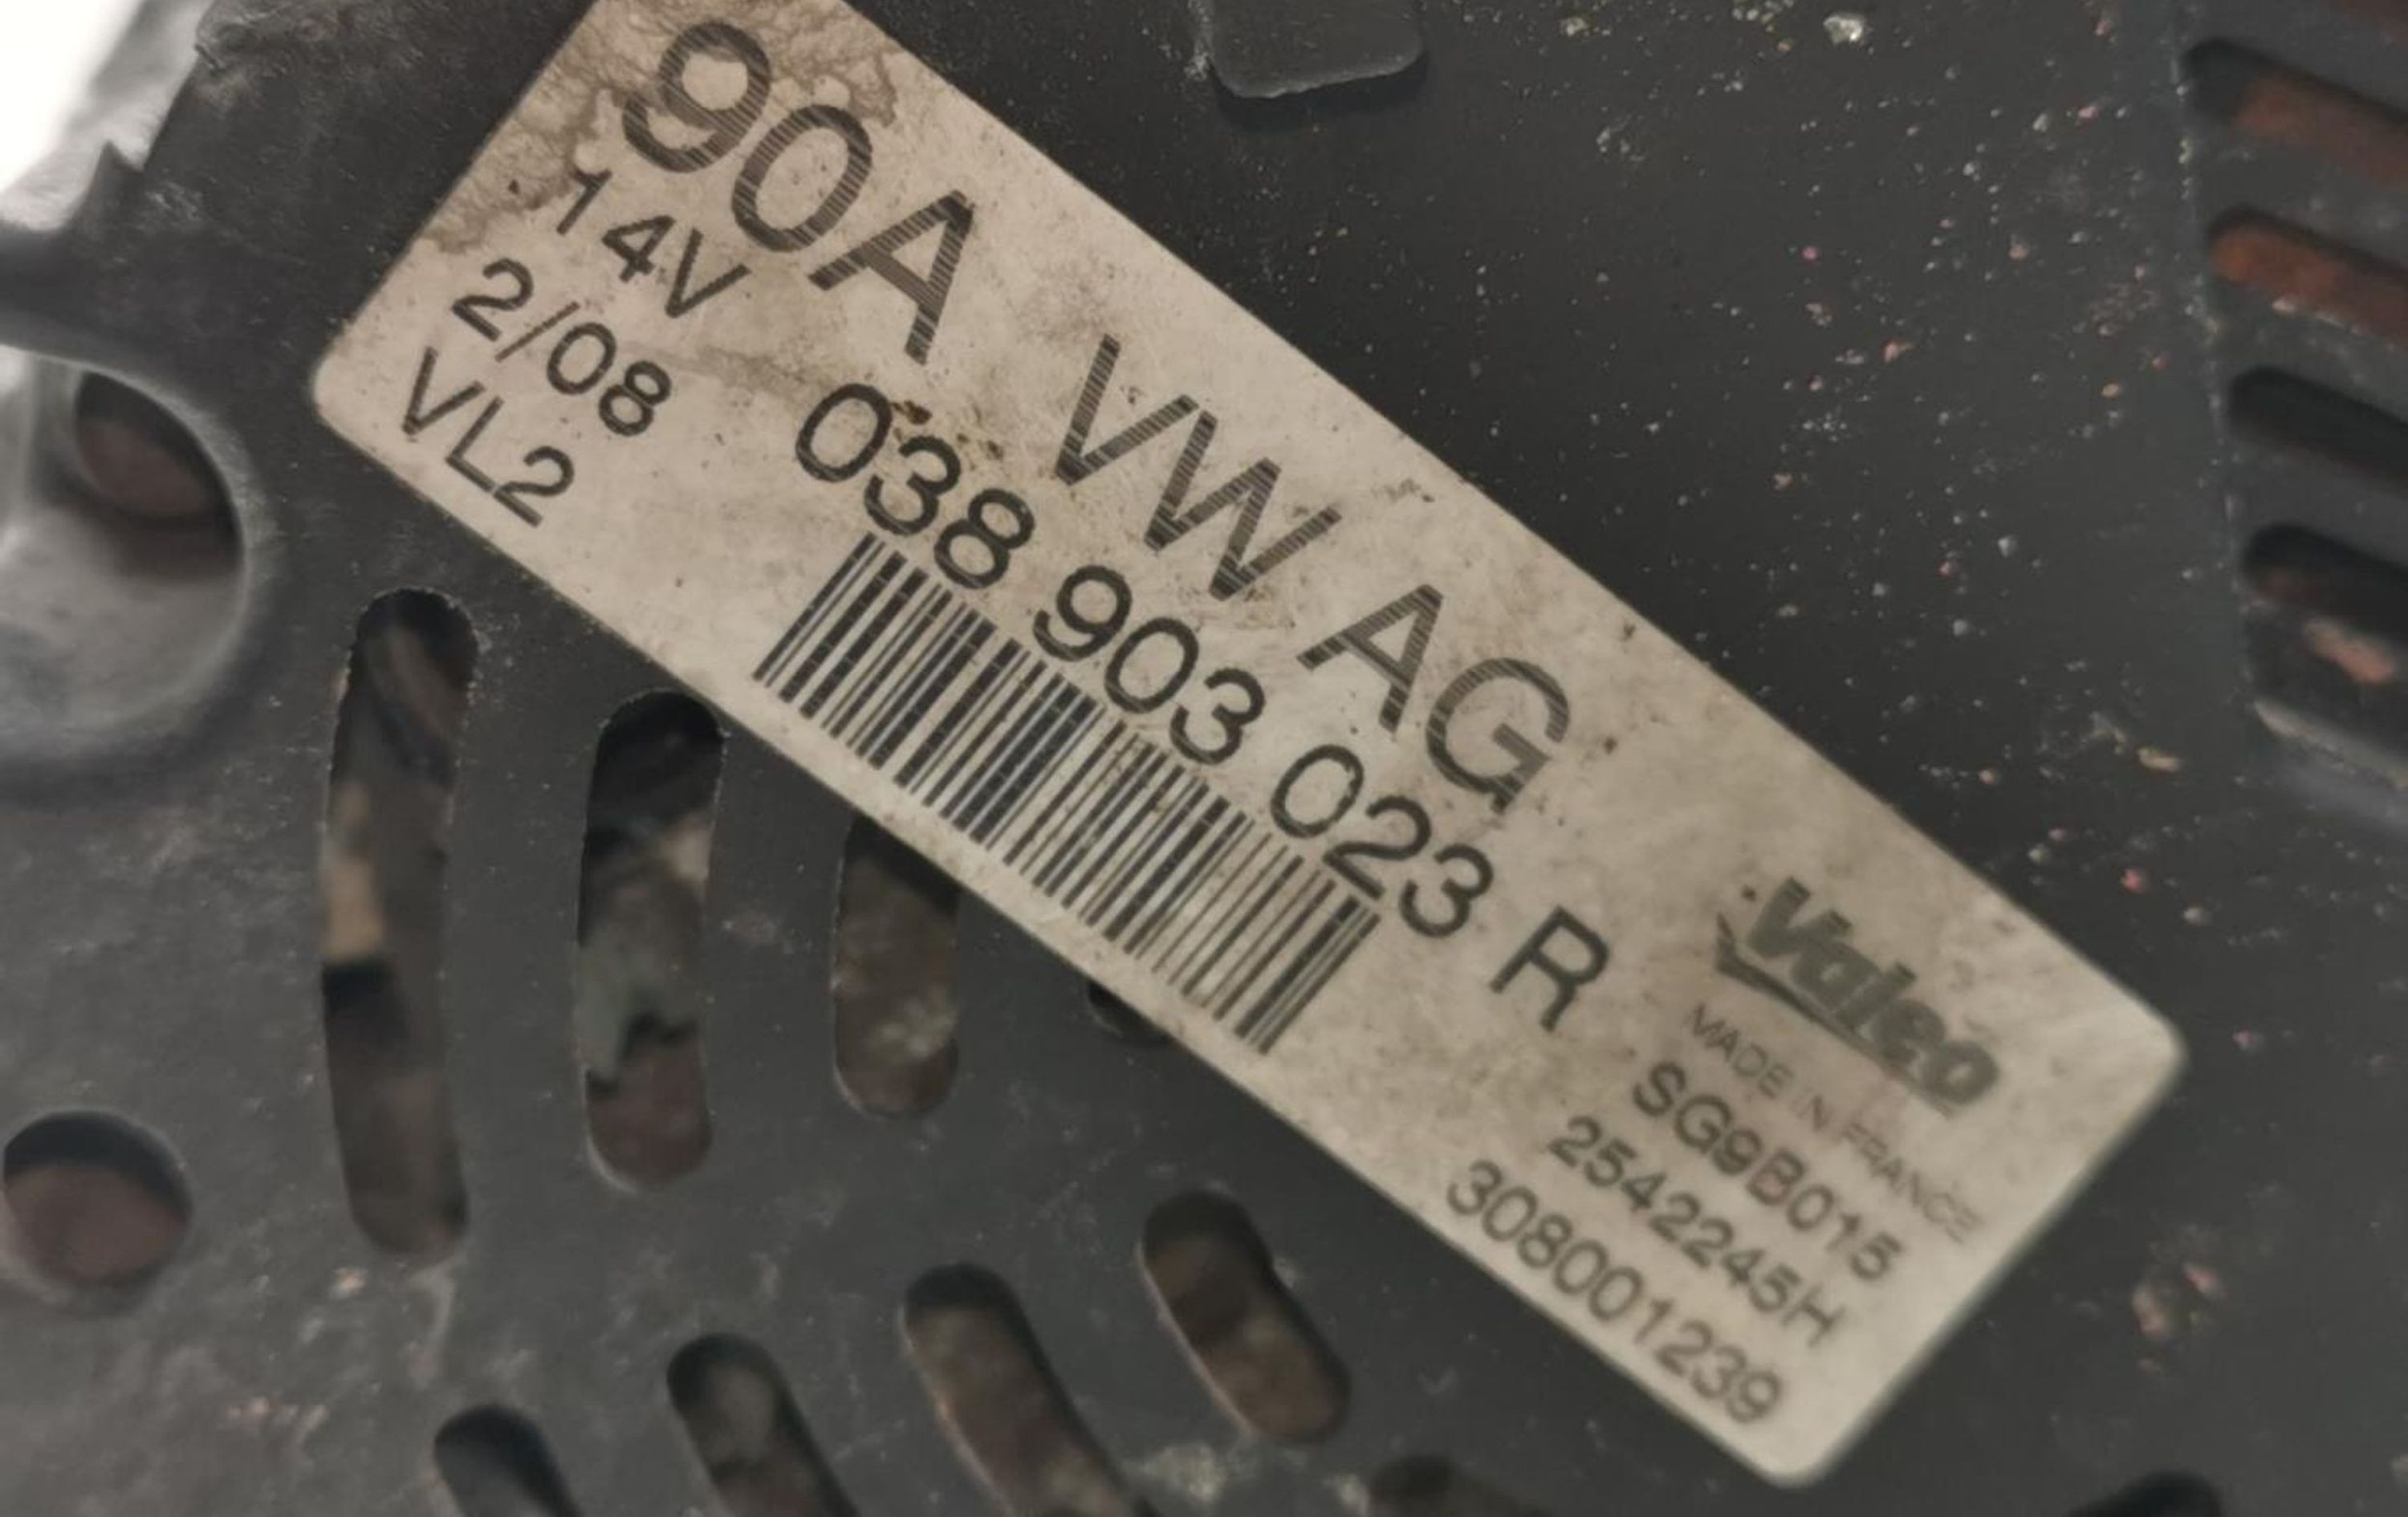 90A VW AG
14V
2/08
VL2
038 903 023 R
Valeo
MADE IN FRANCE
SG9B015
2542245H
308001239